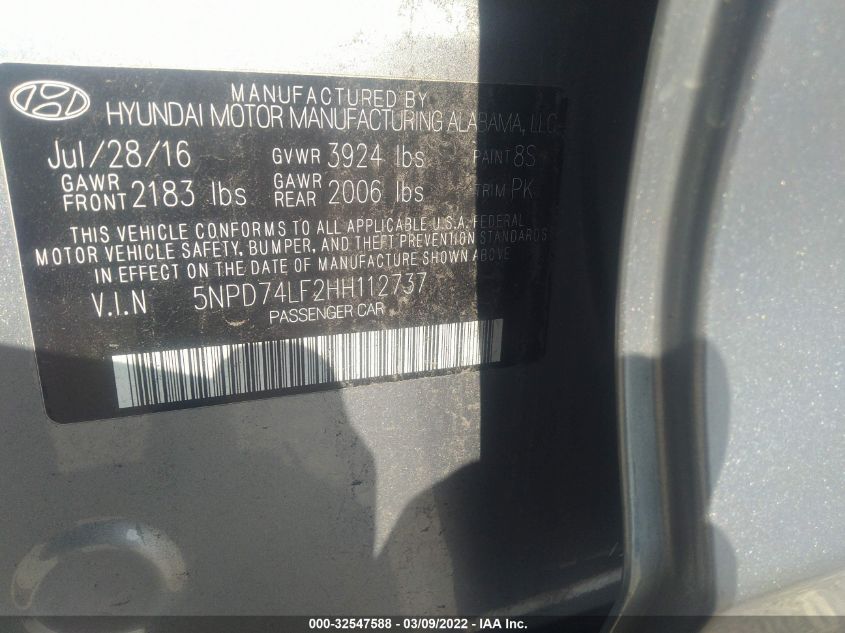 MANUFACTURED BY
HYUNDAI MOTOR MANUFACTURING ALABAMA, LLC
Jul/28/16 GVWR 3924 lbs PAINT 8S
GAWR FRONT 2183 lbs GAWR REAR 2006 lbs TRIM PK
THIS VEHICLE CONFORMS TO ALL APPLICABLE U.S.A. FEDERAL
MOTOR VEHICLE SAFETY, BUMPER, AND THEFT PREVENTION STANDARDS
IN EFFECT ON THE DATE OF MANUFACTURE SHOWN ABOVE
V.I.N 5NPD74LF2HH112737
PASSENGER CAR
000-32547588 - 03/09/2022 - IAA Inc.